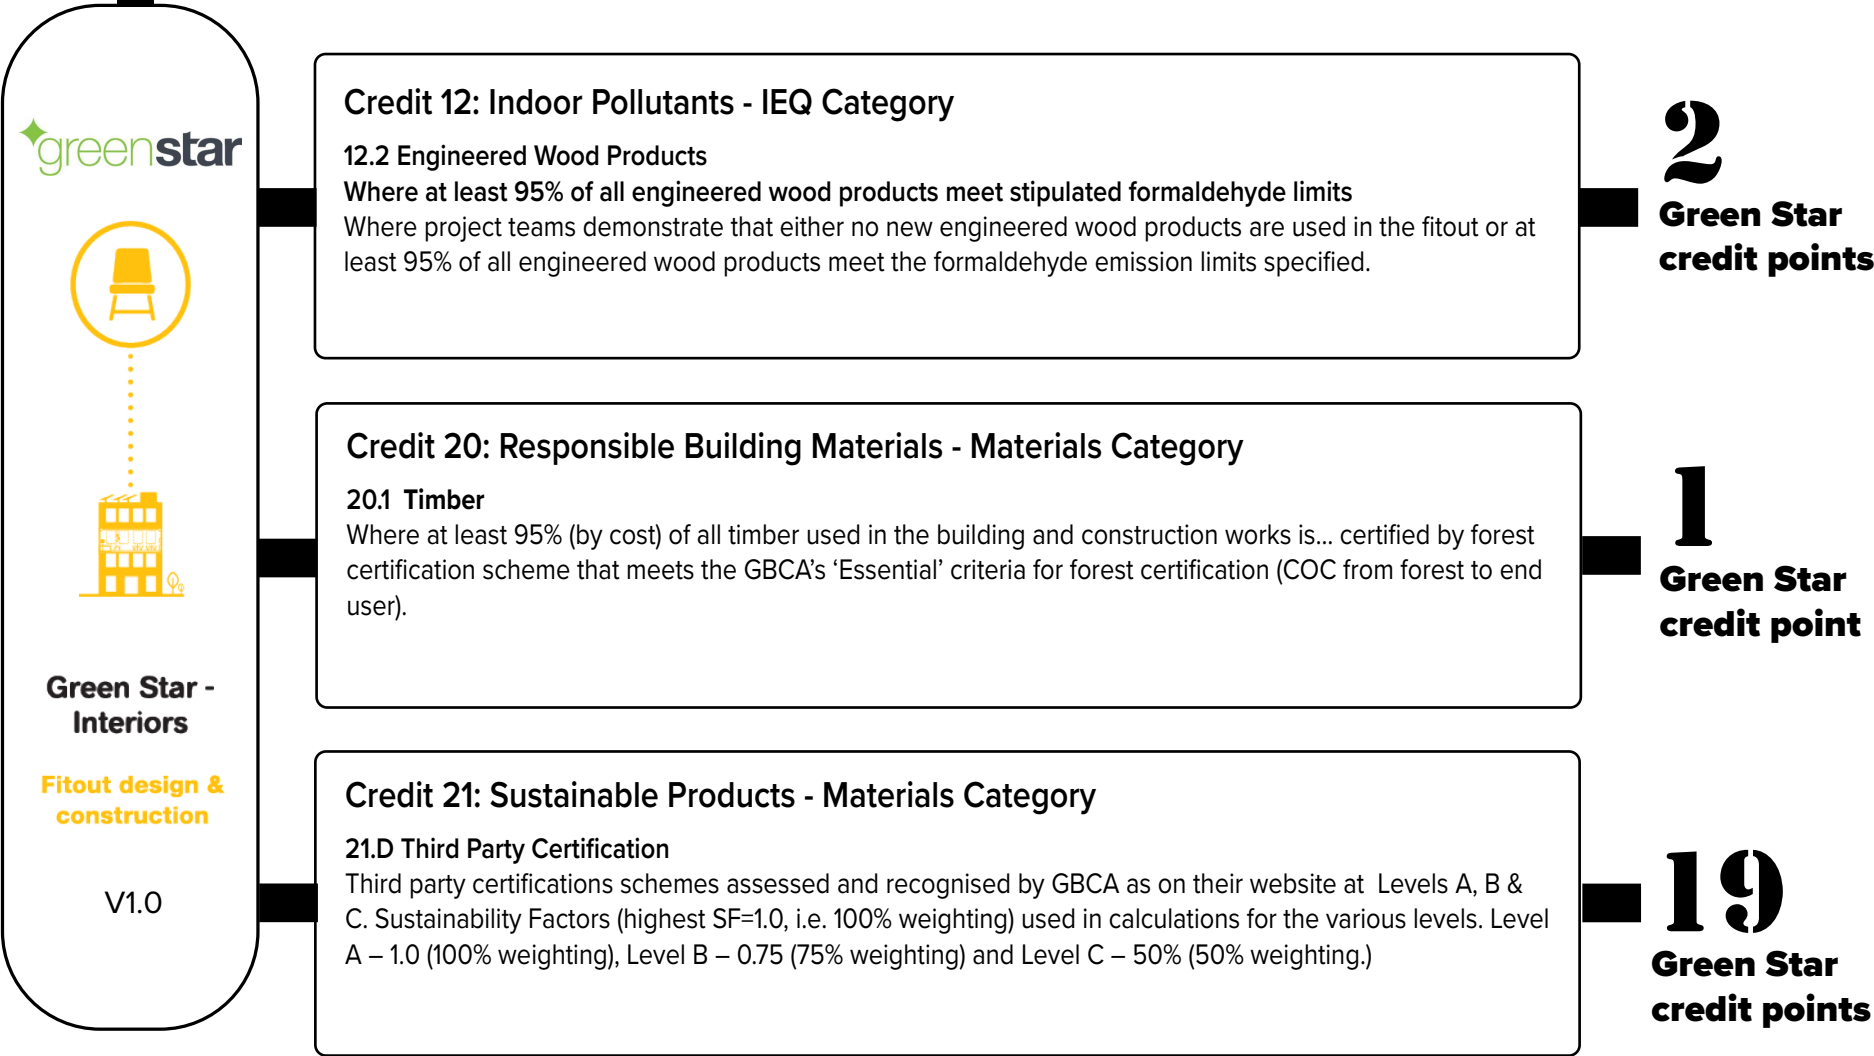 greenstar
Green Star -
Interiors
Fitout design &
construction
V1.0
Credit 12: Indoor Pollutants - IEQ Category
12.2 Engineered Wood Products
Where at least 95% of all engineered wood products meet stipulated formaldehyde limits
Where project teams demonstrate that either no new engineered wood products are used in the fitout or at
least 95% of all engineered wood products meet the formaldehyde emission limits specified.
2
Green Star
credit points
Credit 20: Responsible Building Materials - Materials Category
20.1 Timber
Where at least 95% (by cost) of all timber used in the building and construction works is... certified by forest
certification scheme that meets the GBCA’s ‘Essential’ criteria for forest certification (COC from forest to end
user).
1
Green Star
credit point
Credit 21: Sustainable Products - Materials Category
21.D Third Party Certification
Third party certifications schemes assessed and recognised by GBCA as on their website at Levels A, B &
C. Sustainability Factors (highest SF=1.0, i.e. 100% weighting) used in calculations for the various levels. Level
A – 1.0 (100% weighting), Level B – 0.75 (75% weighting) and Level C – 50% (50% weighting.)
19
Green Star
credit points